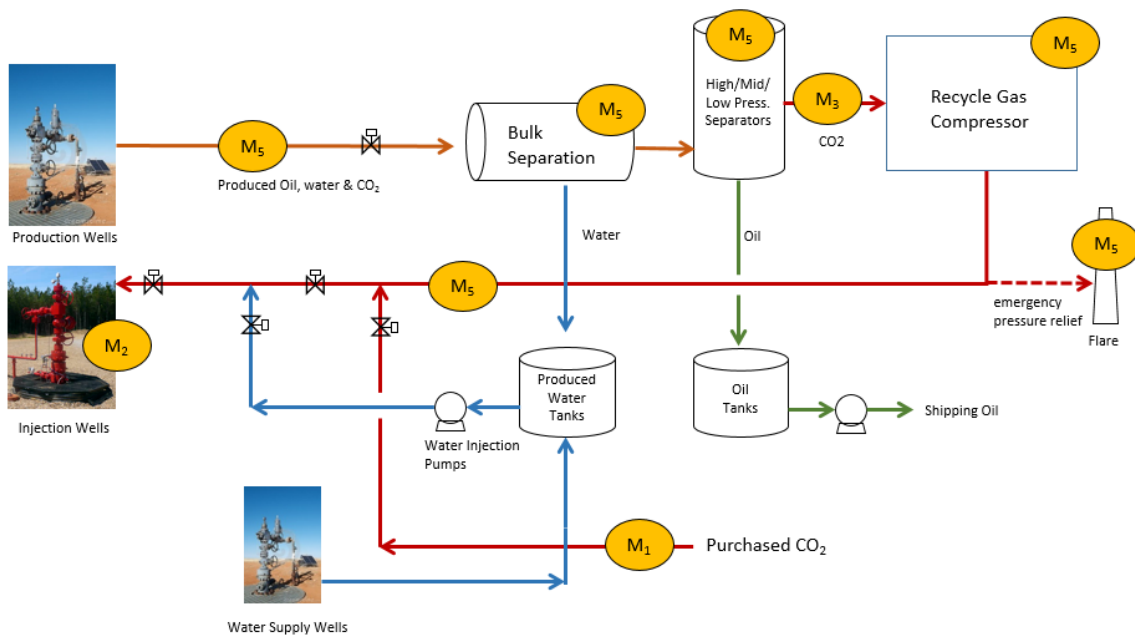 M5
M5
High/Mid/
Low Press.
Separators
M3
CO2
M5
Recycle Gas
Compressor
M5
Bulk
Separation
M5
Produced Oil, water & CO2
Production Wells
Water
Oil
M5
emergency
pressure relief
Flare
M5
M2
Injection Wells
Produced
Water
Tanks
Water Injection
Pumps
Oil
Tanks
Shipping Oil
M1
Purchased CO2
Water Supply Wells